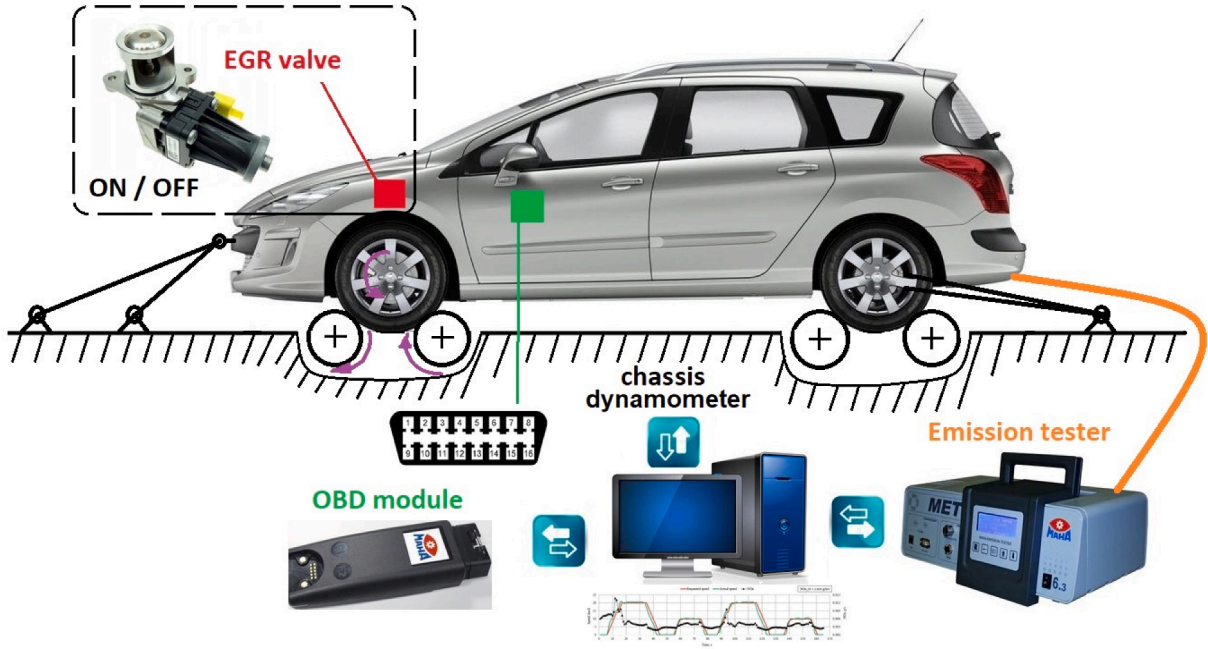 EGR valve
ON / OFF
chassis
dynamometer
1 2 3 4 5 6 7 8
9 10 11 12 13 14 15 16
Emission tester
OBD module
MAHA
MET
MAHA
6.3